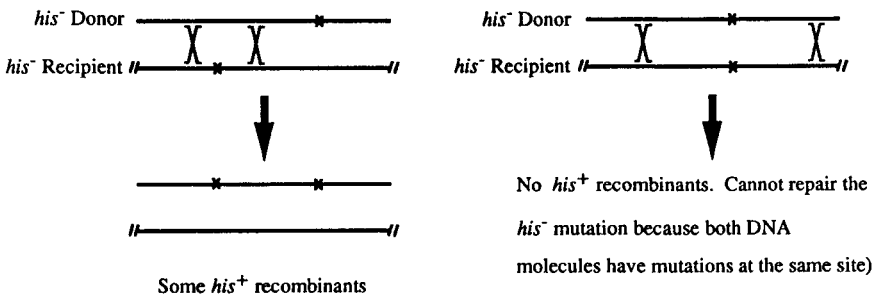 his⁻ Donor
his⁻ Recipient
Some his⁺ recombinants
his⁻ Donor
his⁻ Recipient
No his⁺ recombinants. Cannot repair the
his⁻ mutation because both DNA
molecules have mutations at the same site)